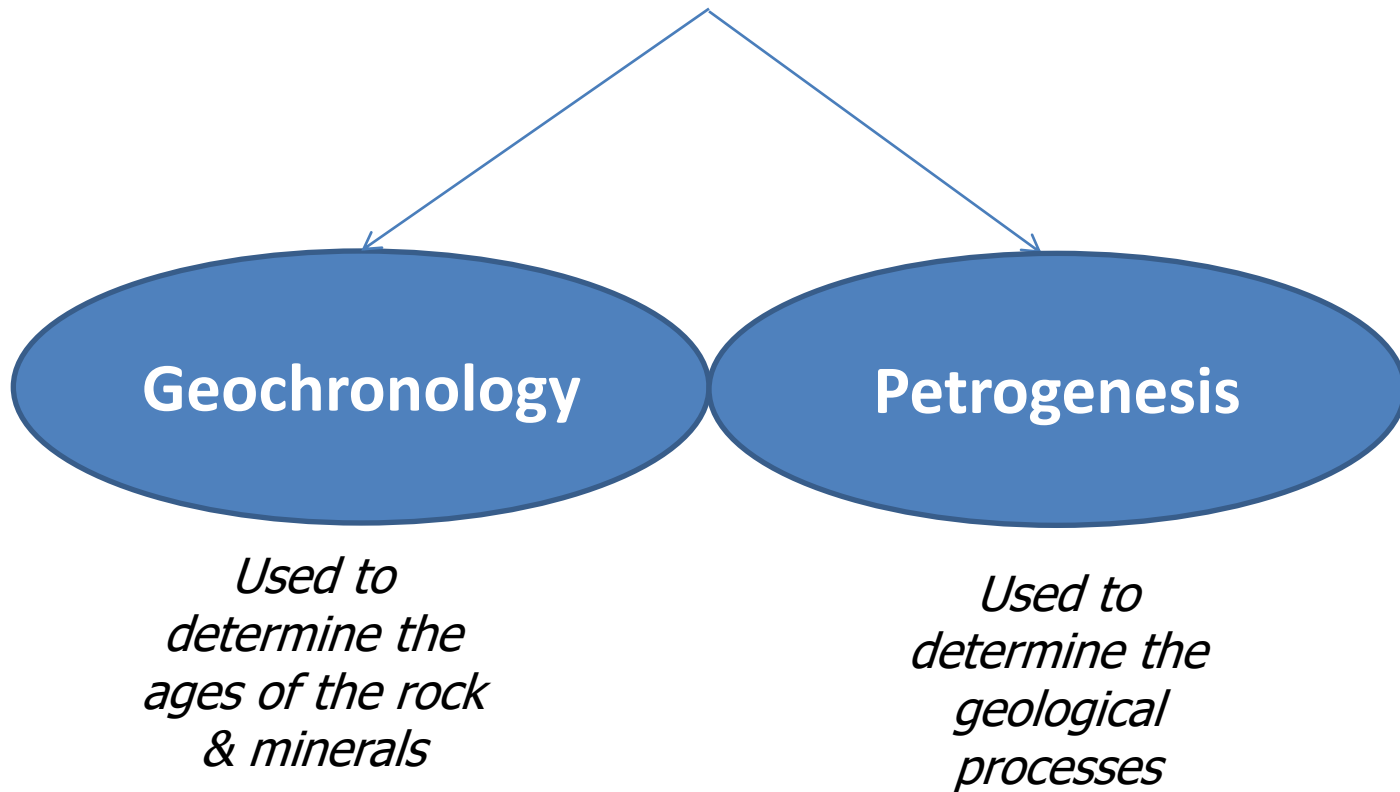 Geochronology
Petrogenesis
Used to
determine the
ages of the rock
& minerals
Used to
determine the
geological
processes